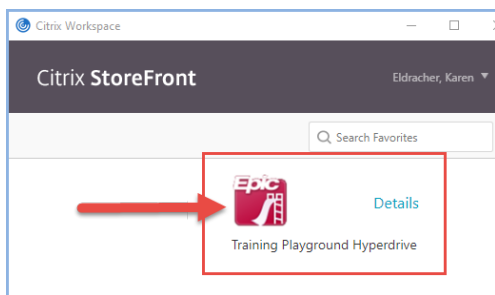 Citrix Workspace
Citrix StoreFront
Eldracher, Karen
Search Favorites
Epic
Details
Training Playground Hyperdrive